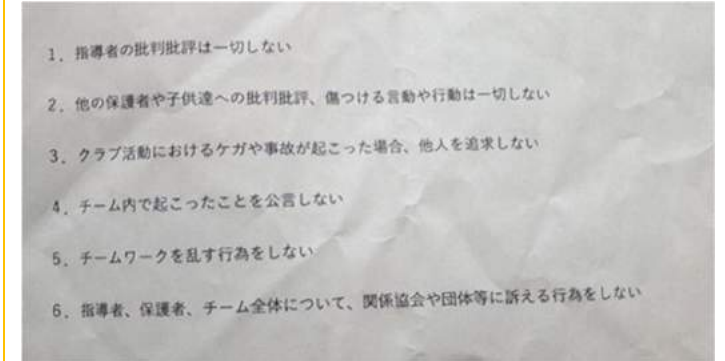 1．指導者の批判批評は一切しない
2．他の保護者や子供達への批判批評、傷つける言動や行動は一切しない
3．クラブ活動におけるケガや事故が起こった場合、他人を追求しない
4．チーム内で起こったことを公言しない
5．チームワークを乱す行為をしない
6．指導者、保護者、チーム全体について、関係協会や団体等に訴える行為をしない